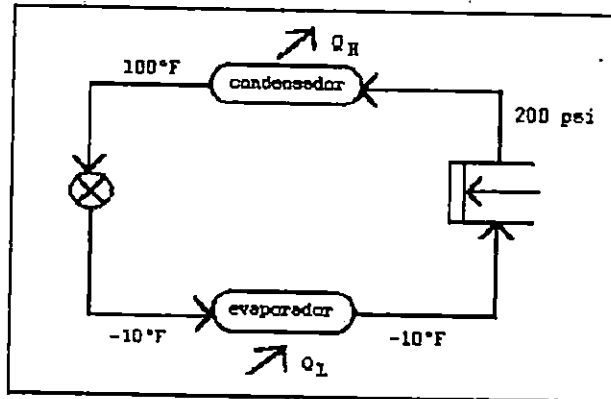 Q_H
100°F
condensador
200 psi
evaporador
-10°F
-10°F
Q_L